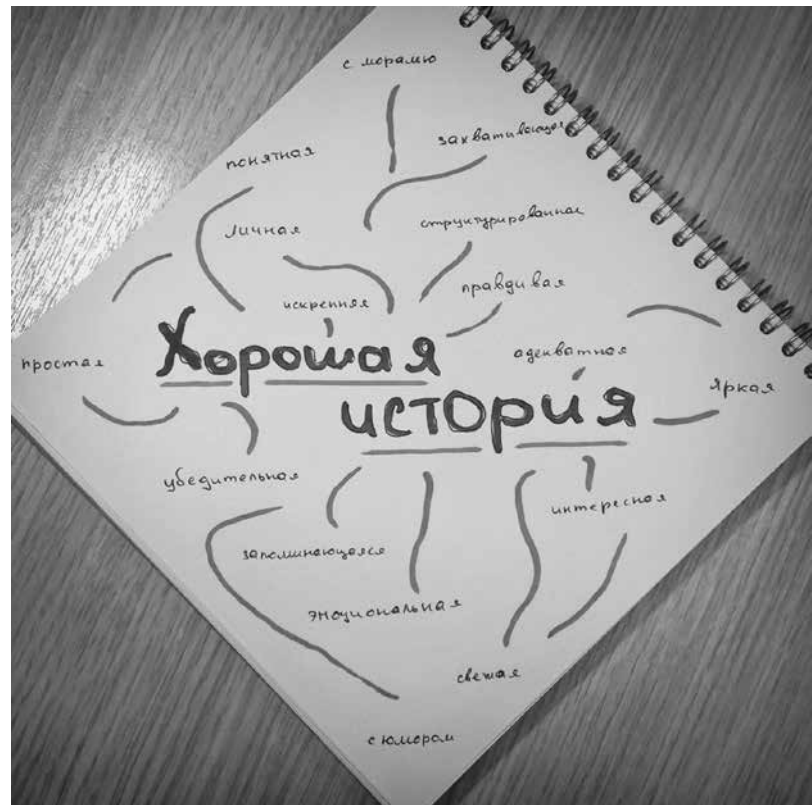 с моралью
захватывающая
понятная
личная
структурированная
правдивая
искренняя
простая
Хорошая
адекватная
яркая
история
убедительная
интересная
запоминающаяся
эмоциональная
свежая
с юмором